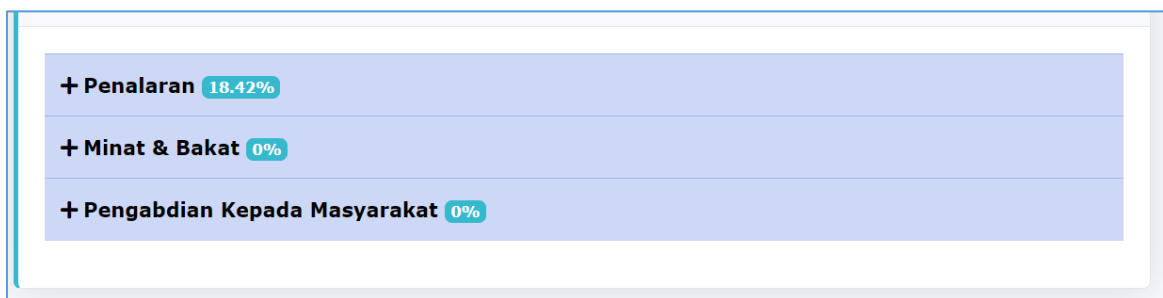 + Penalaran 18.42%
+ Minat & Bakat 0%
+ Pengabdian Kepada Masyarakat 0%